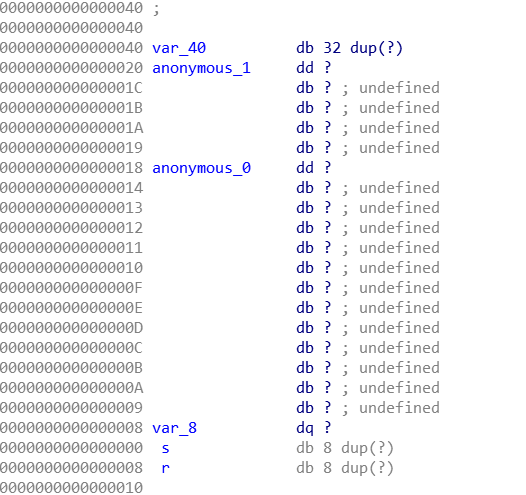 0000000000000040 ;
0000000000000040
0000000000000040 var_40 db 32 dup(?)
0000000000000020 anonymous_1 dd ?
000000000000001C db ? ; undefined
000000000000001B db ? ; undefined
000000000000001A db ? ; undefined
0000000000000019 db ? ; undefined
0000000000000018 anonymous_0 dd ?
0000000000000014 db ? ; undefined
0000000000000013 db ? ; undefined
0000000000000012 db ? ; undefined
0000000000000011 db ? ; undefined
0000000000000010 db ? ; undefined
000000000000000F db ? ; undefined
000000000000000E db ? ; undefined
000000000000000D db ? ; undefined
000000000000000C db ? ; undefined
000000000000000B db ? ; undefined
000000000000000A db ? ; undefined
0000000000000009 db ? ; undefined
0000000000000008 var_8 dq ?
0000000000000000 s db 8 dup(?)
0000000000000008 r db 8 dup(?)
0000000000000010